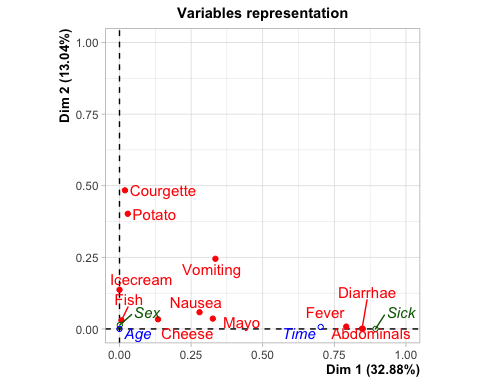 Variables representation
Dim 2 (13.04%)
1.00
0.75
0.50
0.25
0.00
Courgette
Potato
Vomiting
Icecream
Fish
Diarrhae
Nausea
Sex
Mayo
Fever
Sick
Age
Cheese
Time
Abdominals
0.00
0.25
0.50
0.75
1.00
Dim 1 (32.88%)